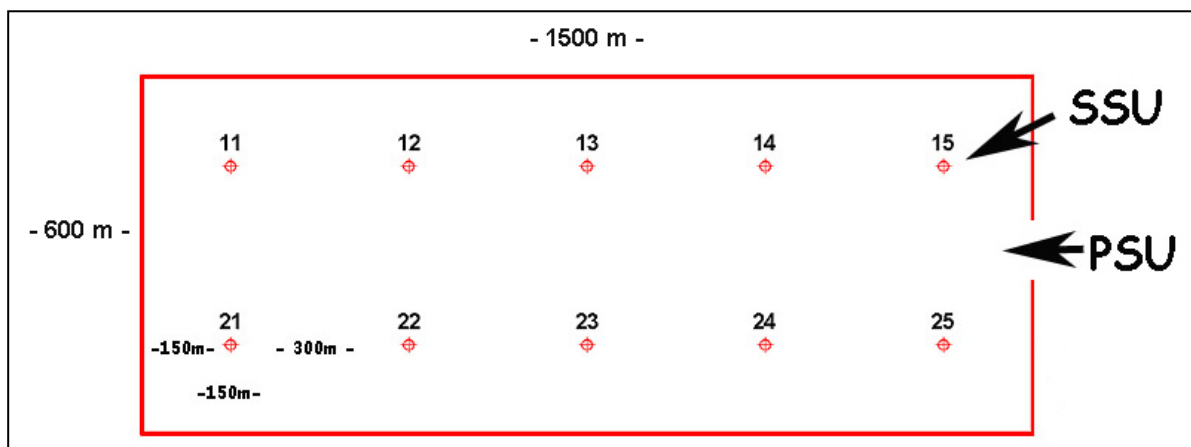 - 1500 m -
SSU
11 12 13 14 15
- 600 m -
PSU
21 22 23 24 25
-150m- - 300m -
-150m-